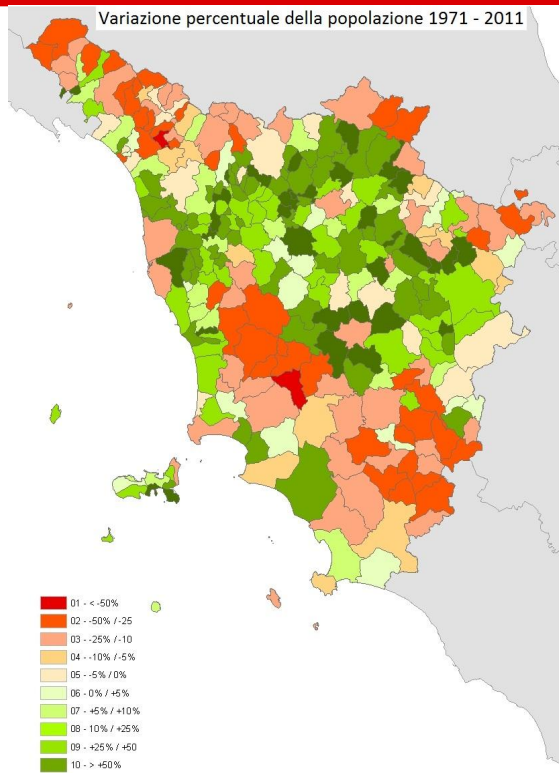 Variazione percentuale della popolazione 1971 - 2011
01 - < -50%
02 - -50% /-25
03 - -25% /-10
04 - -10% /-5%
05 - -5% / 0%
06 - 0% / +5%
07 - +5% / +10%
08 - 10% / +25%
09 - +25% / +50
10 - > +50%